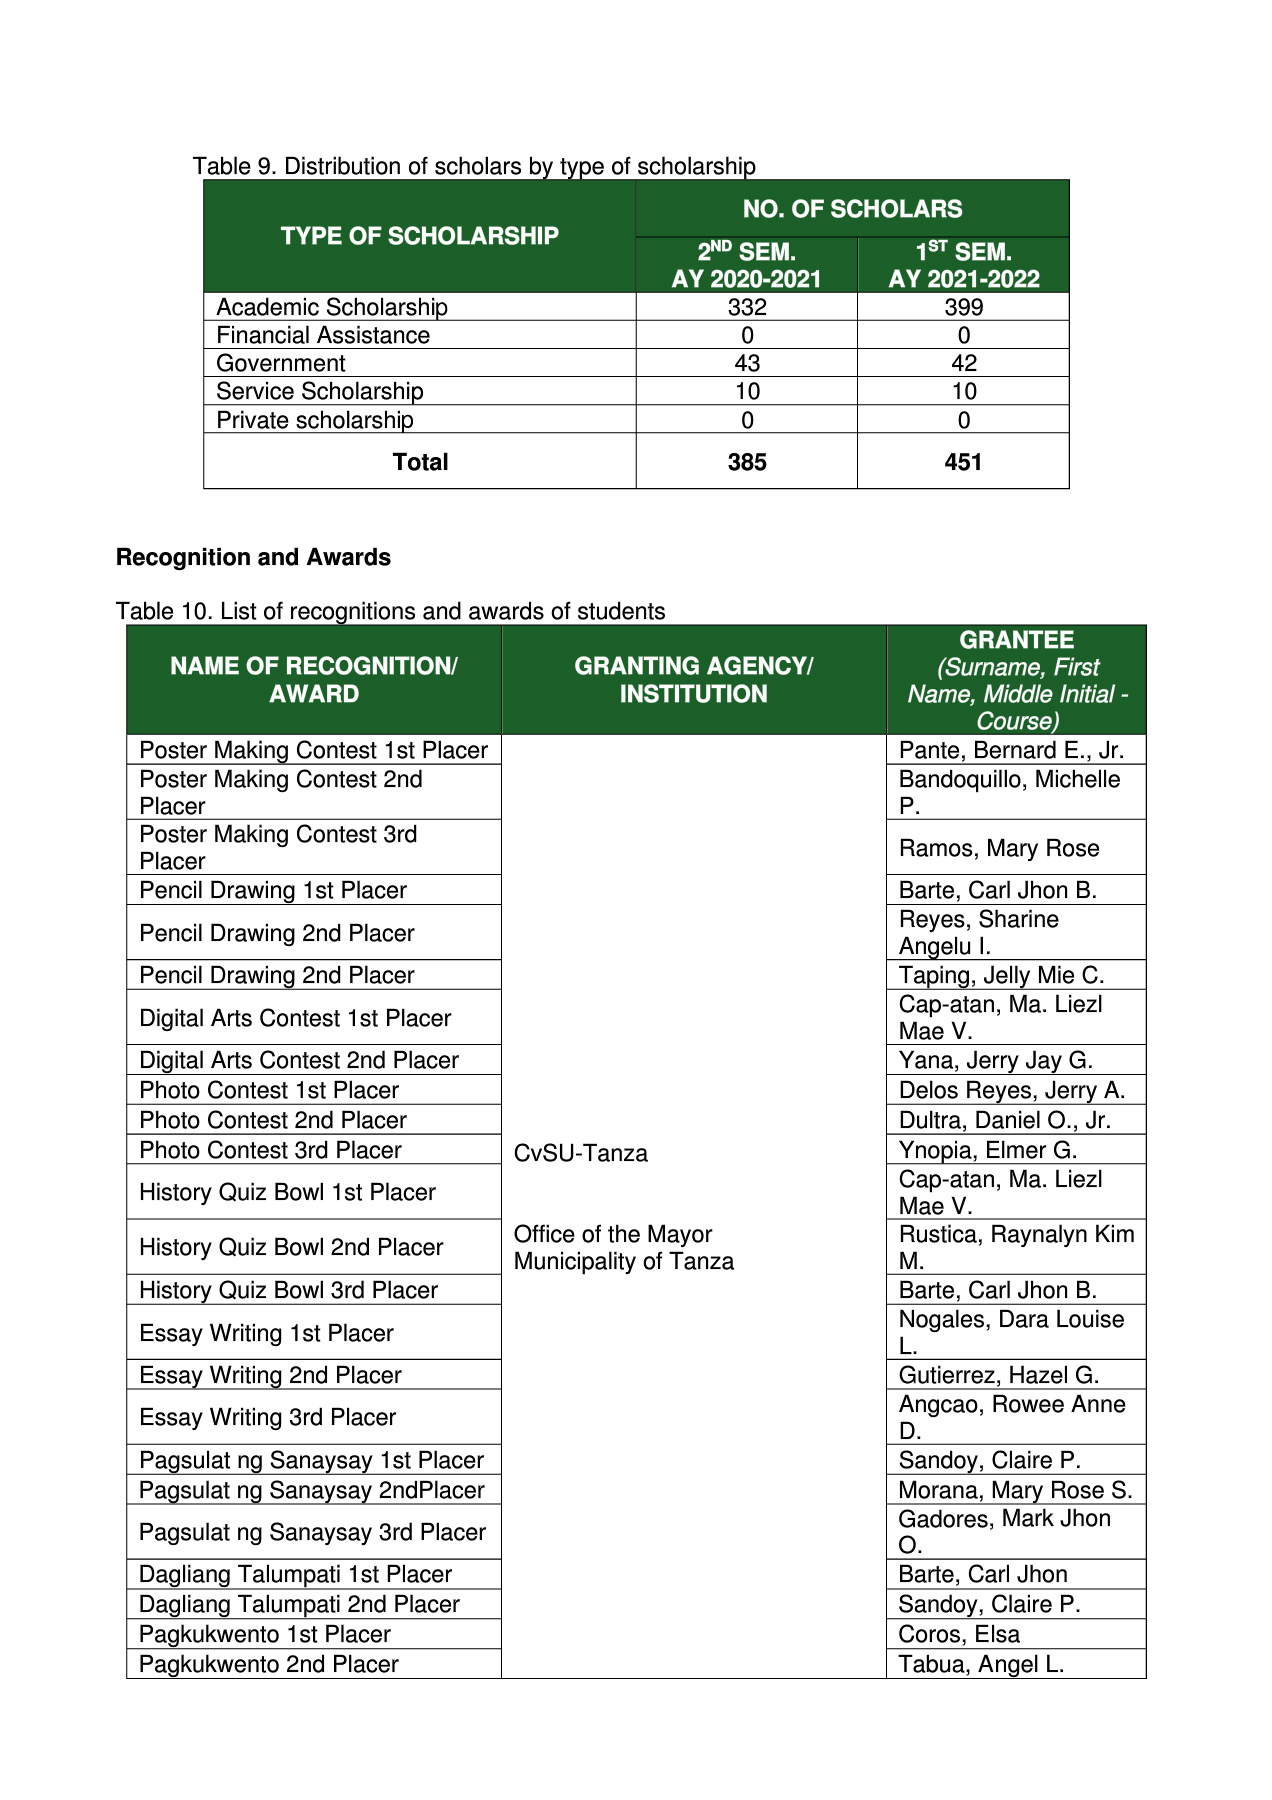 Table 9. Distribution of scholars by type of scholarship
TYPE OF SCHOLARSHIP
NO. OF SCHOLARS
2ND SEM.
AY 2020-2021
1ST SEM.
AY 2021-2022
Academic Scholarship 332 399
Financial Assistance 0 0
Government 43 42
Service Scholarship 10 10
Private scholarship 0 0
Total 385 451
Recognition and Awards
Table 10. List of recognitions and awards of students
NAME OF RECOGNITION/
AWARD
GRANTING AGENCY/
INSTITUTION
GRANTEE
(Surname, First
Name, Middle Initial -
Course)
Poster Making Contest 1st Placer
Pante, Bernard E., Jr.
Poster Making Contest 2nd
Placer
Bandoquillo, Michelle
P.
Poster Making Contest 3rd
Placer
Ramos, Mary Rose
Pencil Drawing 1st Placer
Barte, Carl Jhon B.
Pencil Drawing 2nd Placer
Reyes, Sharine
Angelu I.
Pencil Drawing 2nd Placer
Taping, Jelly Mie C.
Digital Arts Contest 1st Placer
Cap-atan, Ma. Liezl
Mae V.
Digital Arts Contest 2nd Placer
Yana, Jerry Jay G.
Photo Contest 1st Placer
Delos Reyes, Jerry A.
Photo Contest 2nd Placer
Dultra, Daniel O., Jr.
Photo Contest 3rd Placer
CvSU-Tanza
Ynopia, Elmer G.
History Quiz Bowl 1st Placer
Cap-atan, Ma. Liezl
Mae V.
History Quiz Bowl 2nd Placer
Office of the Mayor
Municipality of Tanza
Rustica, Raynalyn Kim
M.
History Quiz Bowl 3rd Placer
Barte, Carl Jhon B.
Essay Writing 1st Placer
Nogales, Dara Louise
L.
Essay Writing 2nd Placer
Gutierrez, Hazel G.
Essay Writing 3rd Placer
Angcao, Rowee Anne
D.
Pagsulat ng Sanaysay 1st Placer
Sandoy, Claire P.
Pagsulat ng Sanaysay 2ndPlacer
Morana, Mary Rose S.
Pagsulat ng Sanaysay 3rd Placer
Gadores, Mark Jhon
O.
Dagliang Talumpati 1st Placer
Barte, Carl Jhon
Dagliang Talumpati 2nd Placer
Sandoy, Claire P.
Pagkukwento 1st Placer
Coros, Elsa
Pagkukwento 2nd Placer
Tabua, Angel L.